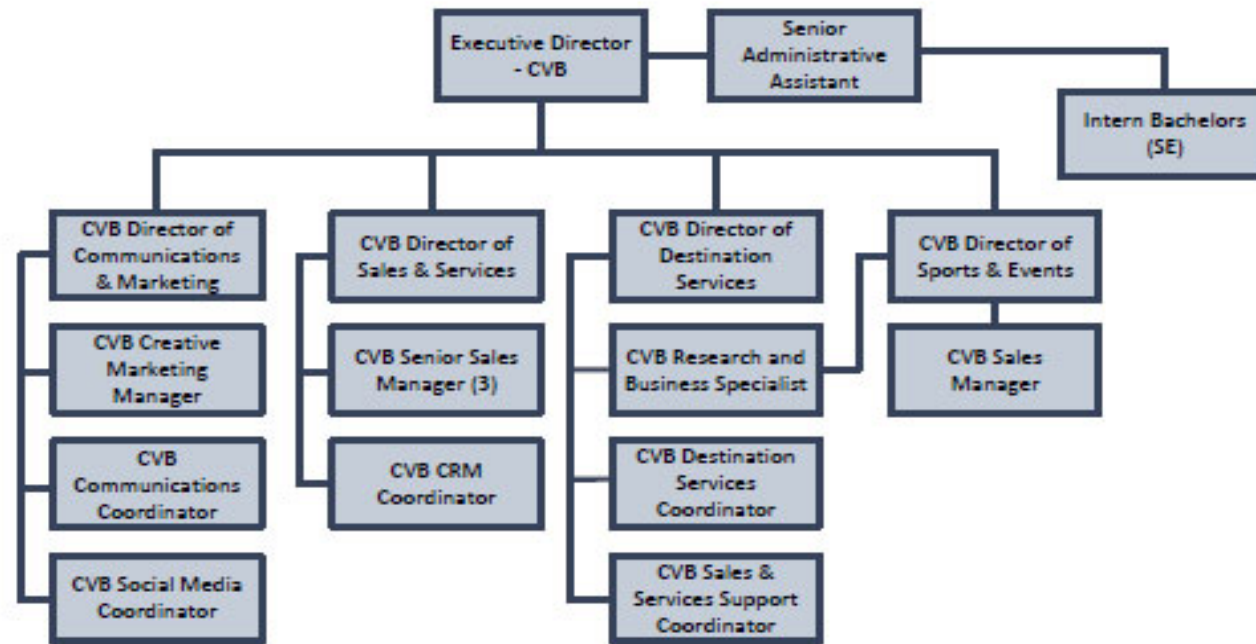 Executive Director
- CVB
Senior
Administrative
Assistant
Intern Bachelors
(SE)
CVB Director of
Communications
& Marketing
CVB Director of
Sales & Services
CVB Director of
Destination
Services
CVB Director of
Sports & Events
CVB Creative
Marketing
Manager
CVB Senior Sales
Manager (3)
CVB Research and
Business Specialist
CVB Sales
Manager
CVB
Communications
Coordinator
CVB CRM
Coordinator
CVB Destination
Services
Coordinator
CVB Social Media
Coordinator
CVB Sales &
Services Support
Coordinator